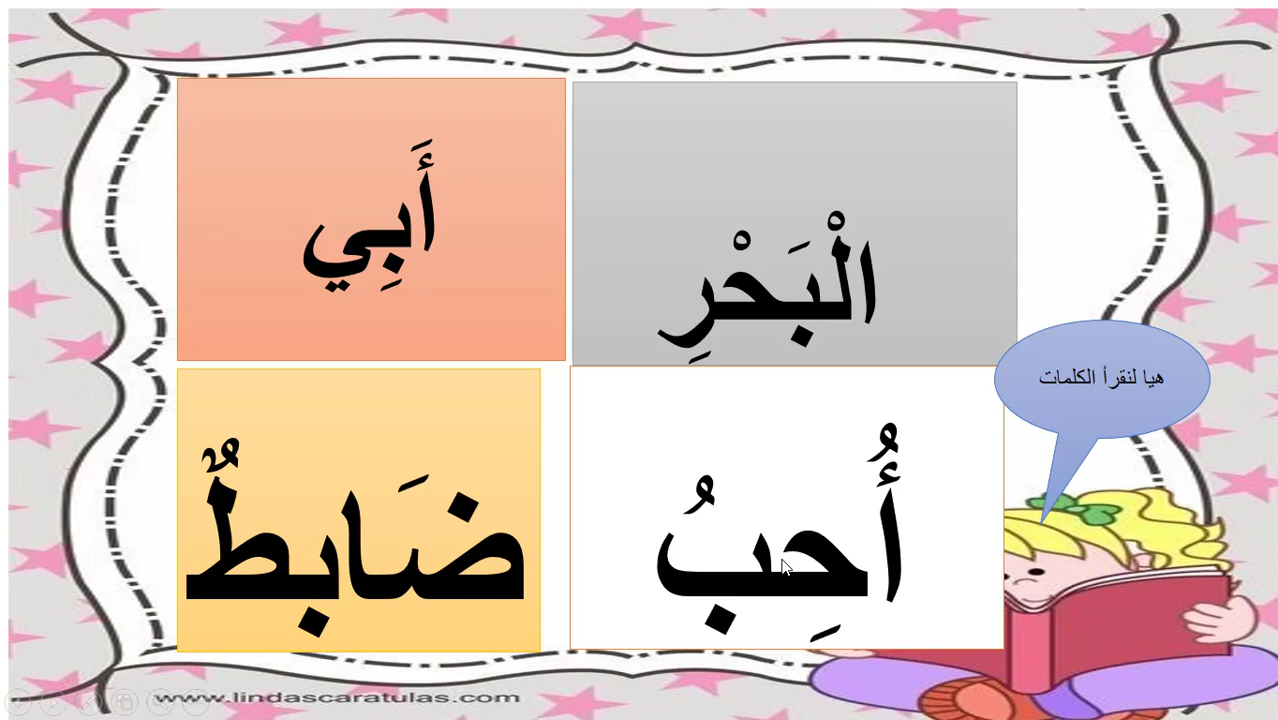 الْبَحْرِ
أَبِي
هيا لنقرأ الكلمات
أُحِبُ
ضَابطٌ
www.lindascaratulas.com